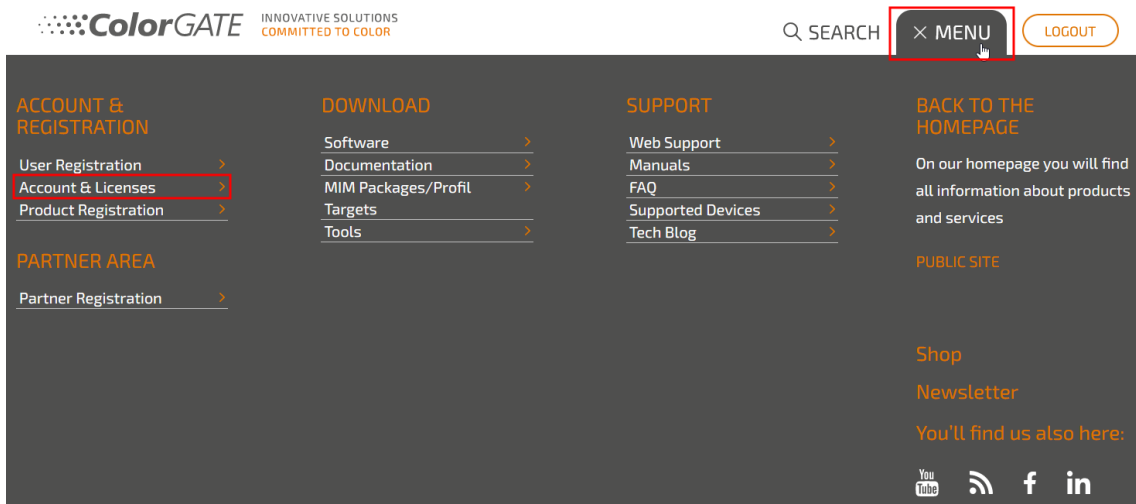 ColorGATE
INNOVATIVE SOLUTIONS
COMMITTED TO COLOR
SEARCH
MENU
LOGOUT
ACCOUNT &
REGISTRATION
User Registration
Account & Licenses
Product Registration
PARTNER AREA
Partner Registration
DOWNLOAD
Software
Documentation
MIM Packages/Profil
Targets
Tools
SUPPORT
Web Support
Manuals
FAQ
Supported Devices
Tech Blog
BACK TO THE
HOMEPAGE
On our homepage you will find
all information about products
and services
PUBLIC SITE
Shop
Newsletter
You'll find us also here:
You
Tube
f
in